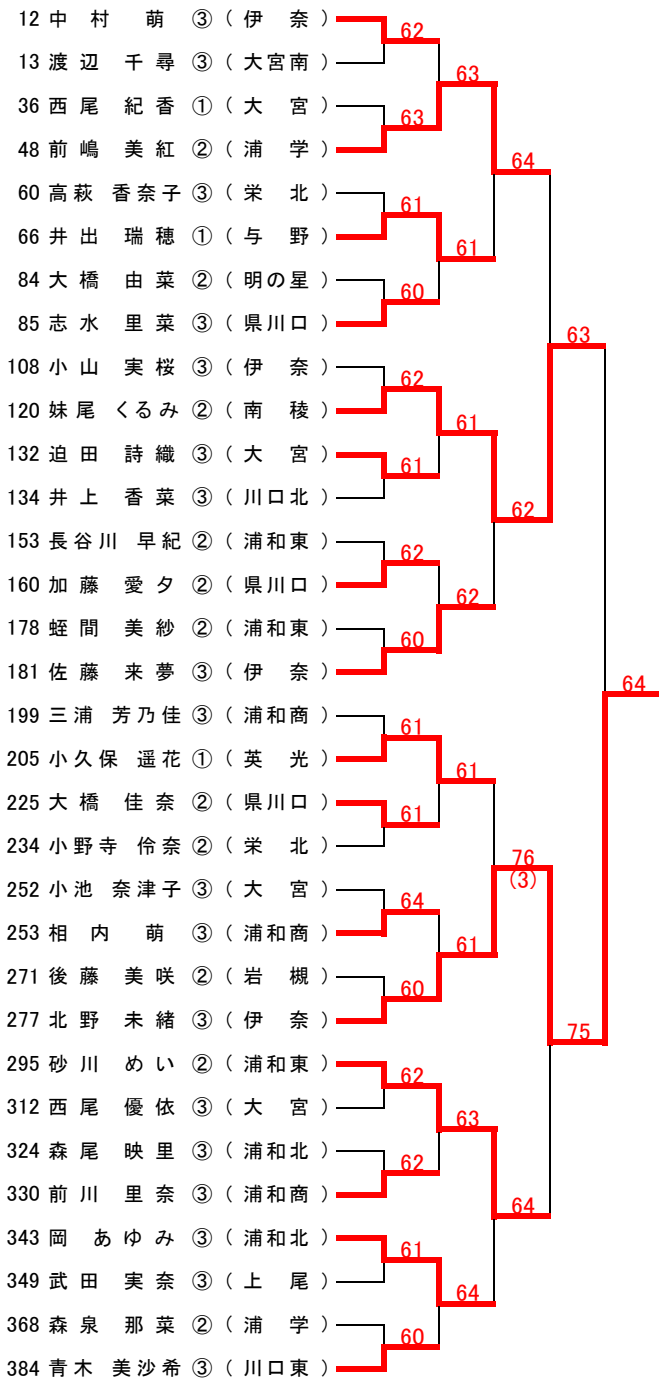 12 中村 萌 ③ (伊奈)
13 渡辺 千尋 ③ (大宮南)
36 西尾 紀香 ① (大宮)
48 前嶋 美紅 ② (浦学)
60 高萩 香奈子 ③ (栄北)
66 井出 瑞穂 ① (与野)
84 大橋 由菜 ② (明の星)
85 志水 里菜 ③ (県川口)
108 小山 実桜 ③ (伊奈)
120 妹尾 くるみ ② (南稜)
132 迫田 詩織 ③ (大宮)
134 井上 香菜 ③ (川口北)
153 長谷川 早紀 ② (浦和東)
160 加藤 愛夕 ② (県川口)
178 蛭間 美紗 ② (浦和東)
181 佐藤 来夢 ③ (伊奈)
199 三浦 芳乃佳 ③ (浦和商)
205 小久保 遥花 ① (英光)
225 大橋 佳奈 ② (県川口)
234 小野寺 伶奈 ② (栄北)
252 小池 奈津子 ③ (大宮)
253 相内 萌 ③ (浦和商)
271 後藤 美咲 ② (岩槻)
277 北野 未緒 ③ (伊奈)
295 砂川 めい ② (浦和東)
312 西尾 優依 ③ (大宮)
324 森尾 映里 ③ (浦和北)
330 前川 里奈 ③ (浦和商)
343 岡 あゆみ ③ (浦和北)
349 武田 実奈 ③ (上尾)
368 森泉 那菜 ② (浦学)
384 青木 美沙希 ③ (川口東)
62
63
61
60
62
61
62
60
61
61
64
60
62
62
61
60
63
61
61
62
61
61
63
64
64
62
76
(3)
64
63
75
64